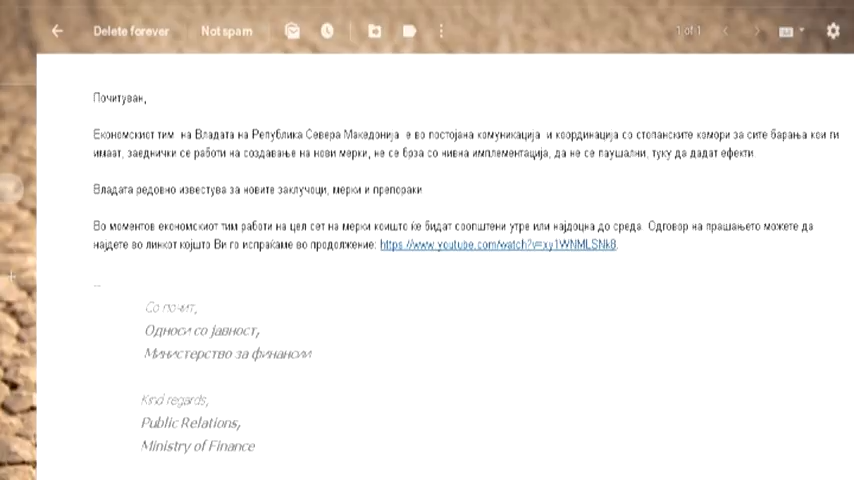 Delete forever Not spam 1 of 1
Почитуван,
Економскиот тим на Владата на Република Севера Македонија е во постојана комуникација и координација со стопанските комори за сите барања кои ги
имаат, заеднички се работи на создавање на нови мерки, не се брза со нивна имплементација, да не се паушални, туку да дадат ефекти
Владата редовно известува за новите заклучоци, мерки и препораки
Во моментов економскиот тим работи на цел сет на мерки коишто ќе бидат соопштени утре или најдоцна до среда. Одговор на прашањето можете да
најдете во линкот којшто Ви го испраќаме во продолжение: https://www.youtube.com/watch?v=xy1WNMLSNk8.
--
Со почит,
Односи со јавност,
Министерство за финансии
Kind regards,
Public Relations,
Ministry of Finance